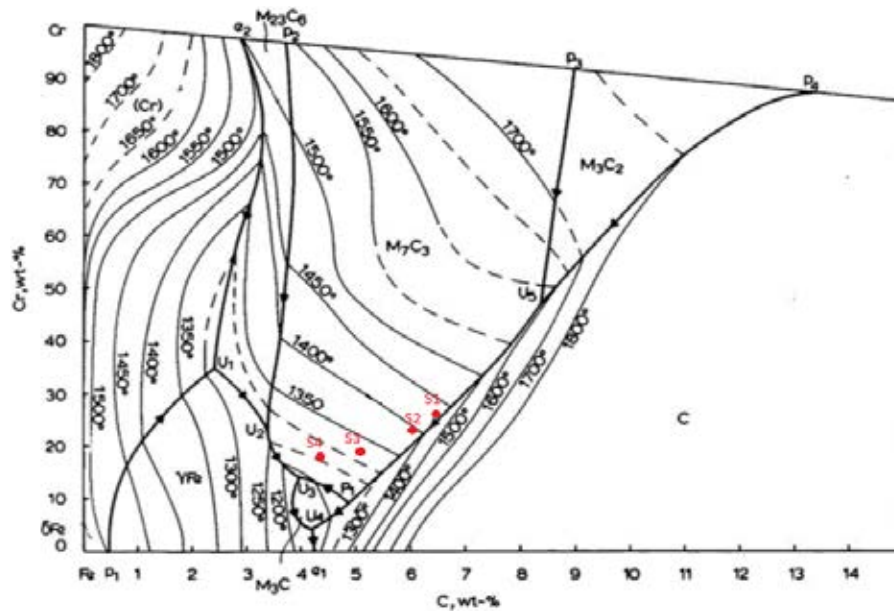 Cr
e2
M23C6
p2
p3
p4
90
80
70
60
50
40
30
20
10
0
Cr,wt-%
1800°
1700°
(Cr)
1650°
1600°
1550°
1500°
1500°
1550°
1600°
1700°
M3C2
M7C3
U5
1450°
1400°
1350
1350°
1400°
1450°
1500°
U1
U2
S1
S2
S3
S4
γFe
1300°
1250°
1200°
U3
U4
P1
1300°
1400°
1500°
1600°
1700°
1800°
C
δFe
Fe
p1
1
2
3
4
e1
5
6
7
8
9
10
11
12
13
14
M3C
C,wt-%